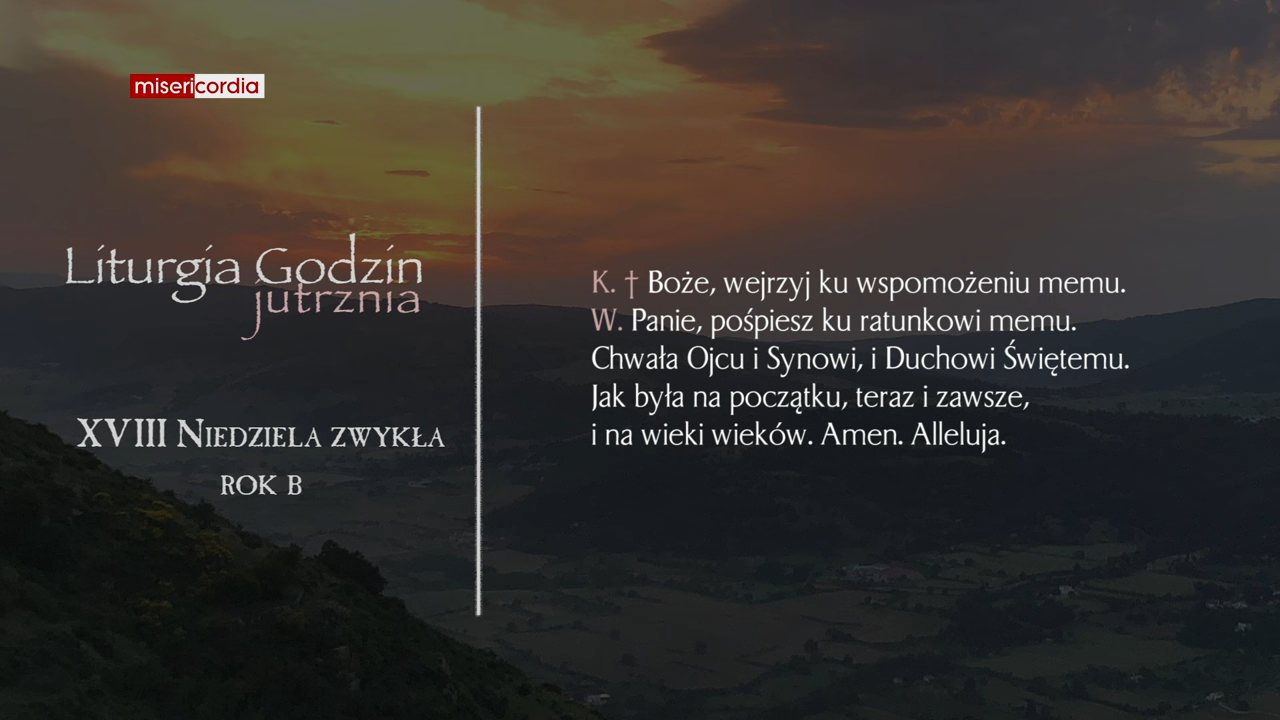 misericordia
Liturgia Godzin
jutrznia
XVIII Niedziela zwykła
rok B
K. † Boże, wejrzyj ku wspomożeniu memu.
W. Panie, pośpiesz ku ratunkowi memu.
Chwała Ojcu i Synowi, i Duchowi Świętemu.
Jak była na początku, teraz i zawsze,
i na wieki wieków. Amen. Alleluja.